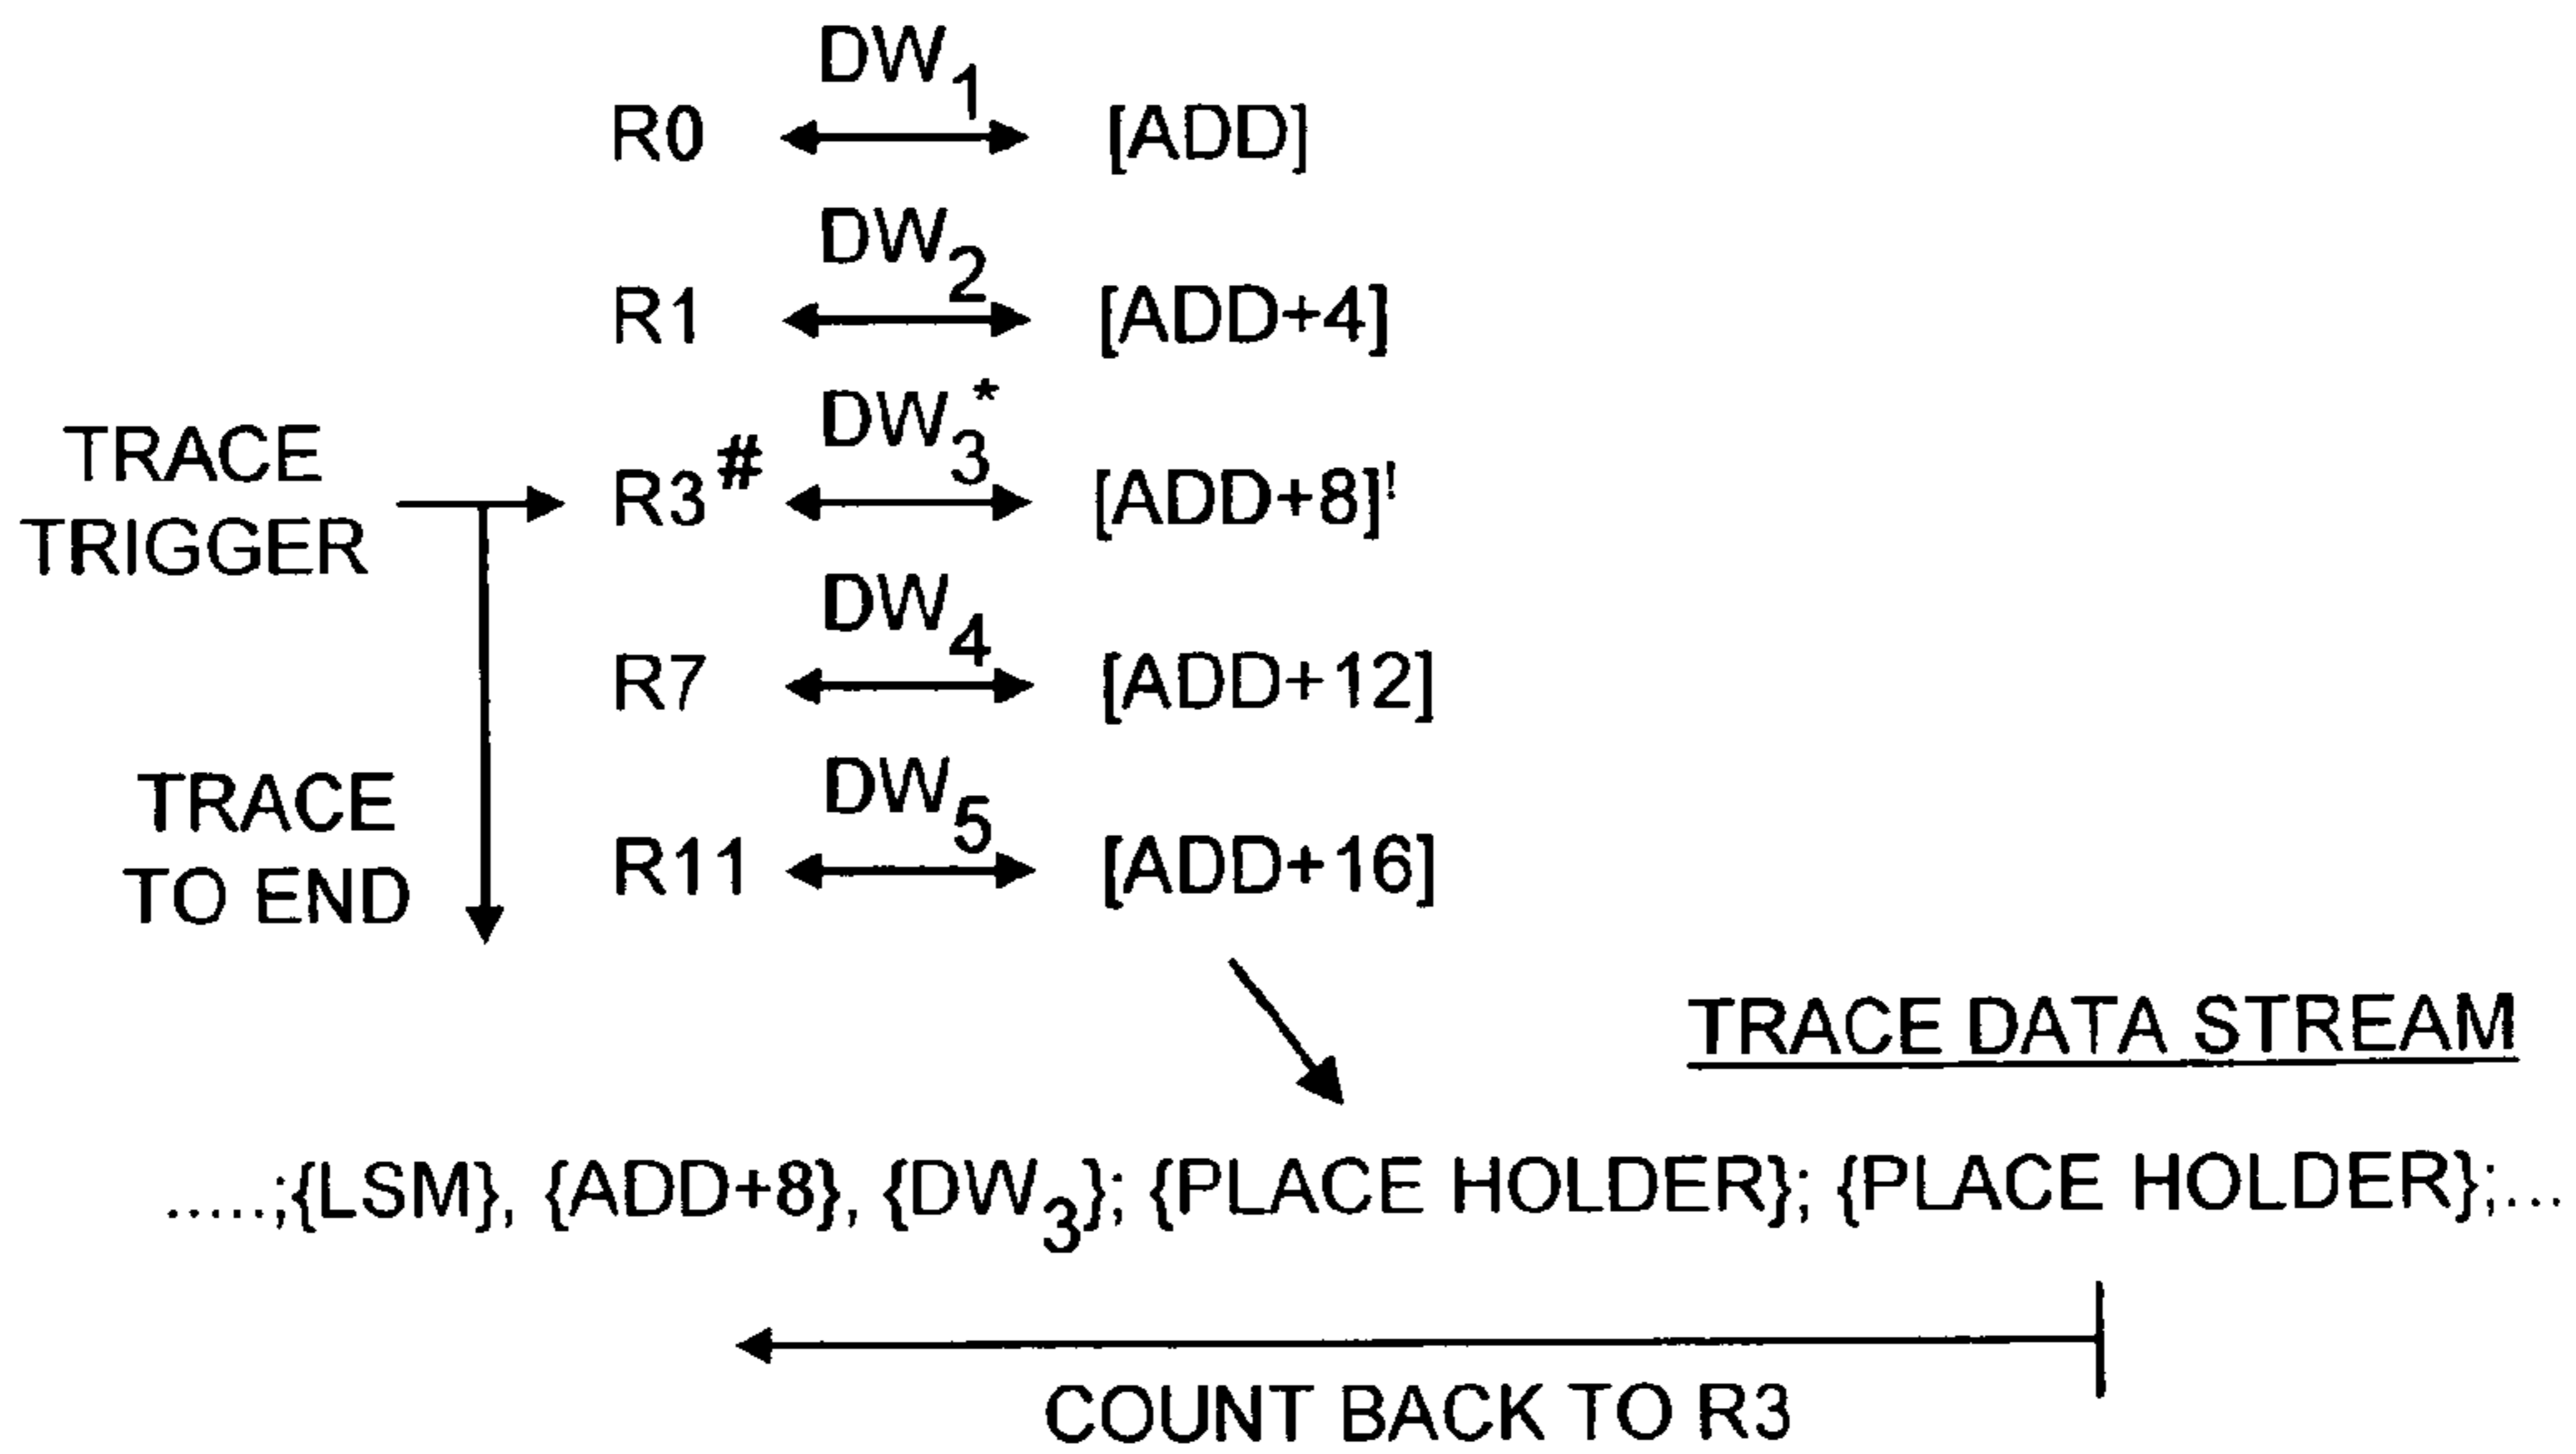 DW1
R0 [ADD]
DW2
R1 [ADD+4]
DW3*
TRACE
TRIGGER
R3# [ADD+8]!
DW4
R7 [ADD+12]
DW5
TRACE
TO END
R11 [ADD+16]
TRACE DATA STREAM
.....;{LSM}, {ADD+8}, {DW3}; {PLACE HOLDER}; {PLACE HOLDER};...
COUNT BACK TO R3